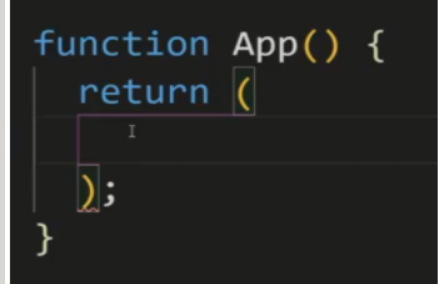 function App() {
return (
);
}